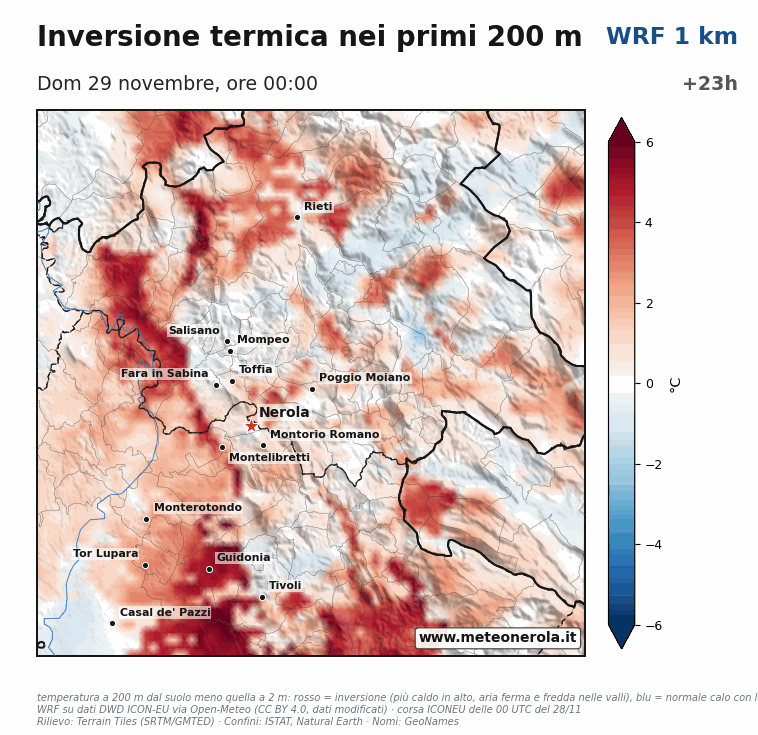 Inversione termica nei primi 200 m
WRF 1 km
Dom 29 novembre, ore 00:00
+23h
Rieti
Salisano
Mompeo
Toffia
Fara in Sabina
Poggio Moiano
Nerola
Montorio Romano
Montelibretti
Monterotondo
Tor Lupara
Guidonia
Tivoli
Casal de' Pazzi
www.meteonerola.it
6
4
2
0
−2
−4
−6
°C
temperatura a 200 m dal suolo meno quella a 2 m: rosso = inversione (più caldo in alto, aria ferma e fredda nelle valli), blu = normale calo con l
WRF su dati DWD ICON-EU via Open-Meteo (CC BY 4.0, dati modificati) · corsa ICONEU delle 00 UTC del 28/11
Rilievo: Terrain Tiles (SRTM/GMTED) · Confini: ISTAT, Natural Earth · Nomi: GeoNames